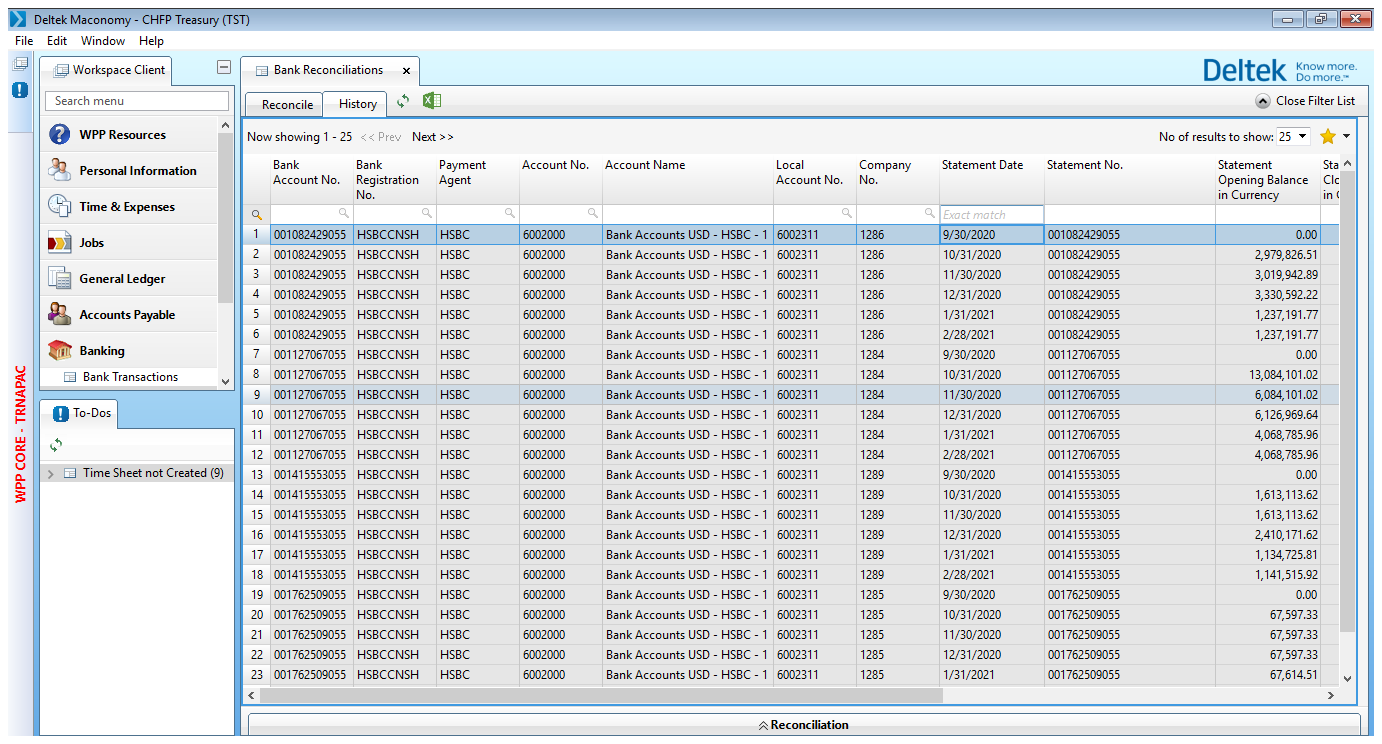 Deltek Maconomy - CHFP Treasury (TST)
File Edit Window Help
Workspace Client
Search menu
WPP Resources
Personal Information
Time & Expenses
Jobs
General Ledger
Accounts Payable
Banking
Bank Transactions
WPP CORE - TRNAPAC
To-Dos
Time Sheet not Created (9)
Bank Reconciliations x
Deltek Know more. Do more.™
Reconcile History
Close Filter List
Now showing 1 - 25 << Prev Next >>
No of results to show: 25
Bank Account No. Bank Registration No. Payment Agent Account No. Account Name Local Account No. Company No. Statement Date Statement No. Statement Opening Balance in Currency
Exact match
1 001082429055 HSBCCNSH HSBC 6002000 Bank Accounts USD - HSBC - 1 6002311 1286 9/30/2020 001082429055 0.00
2 001082429055 HSBCCNSH HSBC 6002000 Bank Accounts USD - HSBC - 1 6002311 1286 10/31/2020 001082429055 2,979,826.51
3 001082429055 HSBCCNSH HSBC 6002000 Bank Accounts USD - HSBC - 1 6002311 1286 11/30/2020 001082429055 3,019,942.89
4 001082429055 HSBCCNSH HSBC 6002000 Bank Accounts USD - HSBC - 1 6002311 1286 12/31/2020 001082429055 3,330,592.22
5 001082429055 HSBCCNSH HSBC 6002000 Bank Accounts USD - HSBC - 1 6002311 1286 1/31/2021 001082429055 1,237,191.77
6 001082429055 HSBCCNSH HSBC 6002000 Bank Accounts USD - HSBC - 1 6002311 1286 2/28/2021 001082429055 1,237,191.77
7 001127067055 HSBCCNSH HSBC 6002000 Bank Accounts USD - HSBC - 1 6002311 1284 9/30/2020 001127067055 0.00
8 001127067055 HSBCCNSH HSBC 6002000 Bank Accounts USD - HSBC - 1 6002311 1284 10/31/2020 001127067055 13,084,101.02
9 001127067055 HSBCCNSH HSBC 6002000 Bank Accounts USD - HSBC - 1 6002311 1284 11/30/2020 001127067055 6,084,101.02
10 001127067055 HSBCCNSH HSBC 6002000 Bank Accounts USD - HSBC - 1 6002311 1284 12/31/2020 001127067055 6,126,969.64
11 001127067055 HSBCCNSH HSBC 6002000 Bank Accounts USD - HSBC - 1 6002311 1284 1/31/2021 001127067055 4,068,785.96
12 001127067055 HSBCCNSH HSBC 6002000 Bank Accounts USD - HSBC - 1 6002311 1284 2/28/2021 001127067055 4,068,785.96
13 001415553055 HSBCCNSH HSBC 6002000 Bank Accounts USD - HSBC - 1 6002311 1289 9/30/2020 001415553055 0.00
14 001415553055 HSBCCNSH HSBC 6002000 Bank Accounts USD - HSBC - 1 6002311 1289 10/31/2020 001415553055 1,613,113.62
15 001415553055 HSBCCNSH HSBC 6002000 Bank Accounts USD - HSBC - 1 6002311 1289 11/30/2020 001415553055 1,613,113.62
16 001415553055 HSBCCNSH HSBC 6002000 Bank Accounts USD - HSBC - 1 6002311 1289 12/31/2020 001415553055 2,410,171.62
17 001415553055 HSBCCNSH HSBC 6002000 Bank Accounts USD - HSBC - 1 6002311 1289 1/31/2021 001415553055 1,134,725.81
18 001415553055 HSBCCNSH HSBC 6002000 Bank Accounts USD - HSBC - 1 6002311 1289 2/28/2021 001415553055 1,141,515.92
19 001762509055 HSBCCNSH HSBC 6002000 Bank Accounts USD - HSBC - 1 6002311 1285 9/30/2020 001762509055 0.00
20 001762509055 HSBCCNSH HSBC 6002000 Bank Accounts USD - HSBC - 1 6002311 1285 10/31/2020 001762509055 67,597.33
21 001762509055 HSBCCNSH HSBC 6002000 Bank Accounts USD - HSBC - 1 6002311 1285 11/30/2020 001762509055 67,597.33
22 001762509055 HSBCCNSH HSBC 6002000 Bank Accounts USD - HSBC - 1 6002311 1285 12/31/2020 001762509055 67,597.33
23 001762509055 HSBCCNSH HSBC 6002000 Bank Accounts USD - HSBC - 1 6002311 1285 1/31/2021 001762509055 67,614.51
Reconciliation